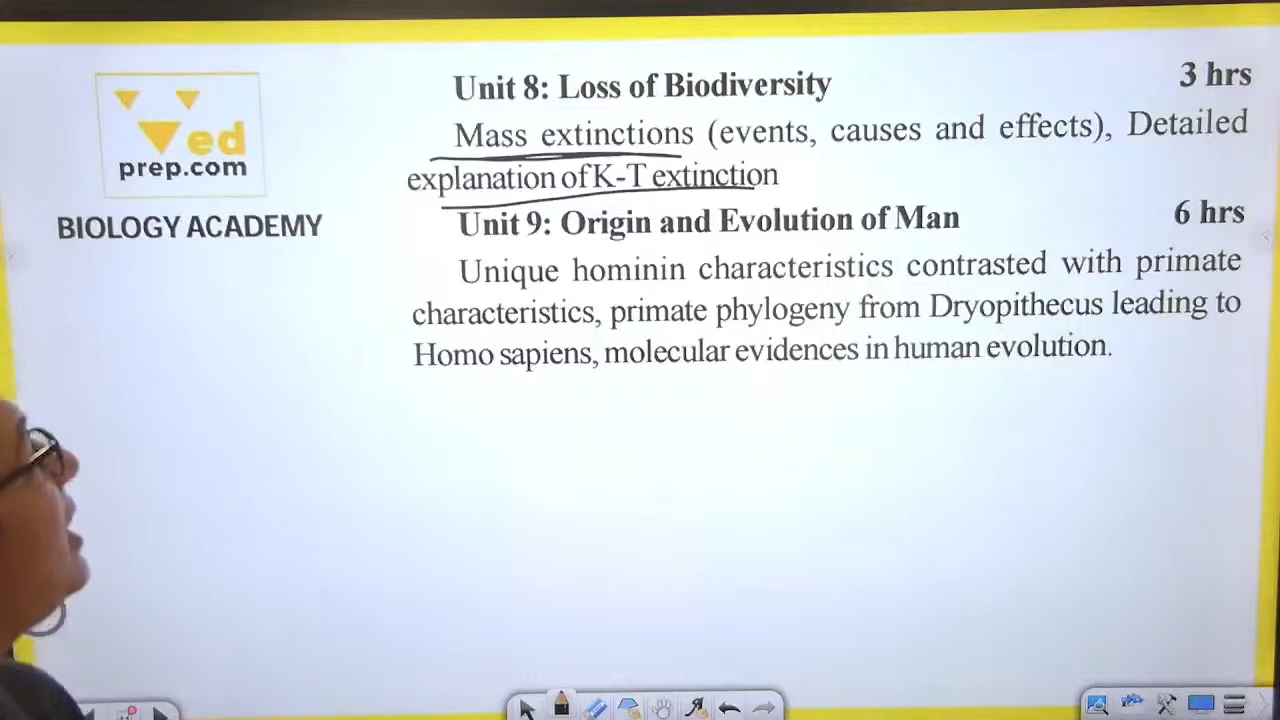 ed
prep.com
BIOLOGY ACADEMY
Unit 8: Loss of Biodiversity 3 hrs
Mass extinctions (events, causes and effects), Detailed
explanation of K-T extinction
Unit 9: Origin and Evolution of Man 6 hrs
Unique hominin characteristics contrasted with primate
characteristics, primate phylogeny from Dryopithecus leading to
Homo sapiens, molecular evidences in human evolution.